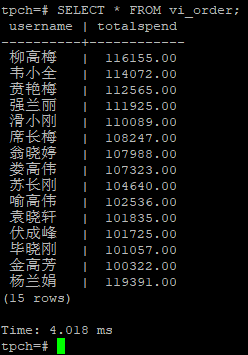 tpch=# SELECT * FROM vi_order;
username | totalspend
----------+------------
柳高梅 | 116155.00
韦小全 | 114072.00
贲艳梅 | 112565.00
强兰丽 | 111925.00
滑小刚 | 110089.00
席长梅 | 108247.00
翁晓婷 | 107988.00
娄高伟 | 107323.00
苏长刚 | 104640.00
喻高伟 | 102536.00
袁晓轩 | 101835.00
伏成峰 | 101725.00
毕晓刚 | 101057.00
金高芳 | 100322.00
杨兰娟 | 119391.00
(15 rows)
Time: 4.018 ms
tpch=#